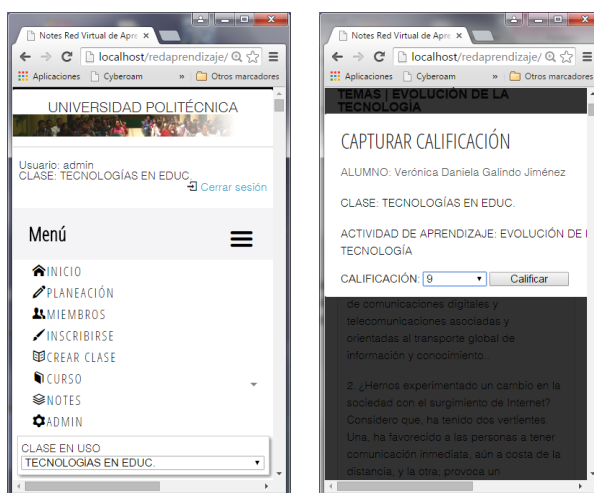 Notes Red Virtual de Apre
localhost/redaprendizaje/
Aplicaciones Cyberoam » Otros marcadores
UNIVERSIDAD POLITÉCNICA
Usuario: admin
CLASE: TECNOLOGÍAS EN EDUC.
Cerrar sesión
Menú
INICIO
PLANEACIÓN
MIEMBROS
INSCRIBIRSE
CREAR CLASE
CURSO
NOTES
ADMIN
CLASE EN USO
TECNOLOGÍAS EN EDUC.
Notes Red Virtual de Apre
localhost/redaprendizaje/
Aplicaciones Cyberoam » Otros marcadores
TEMAS | EVOLUCIÓN DE LA
TECNOLOGÍA
CAPTURAR CALIFICACIÓN
ALUMNO: Verónica Daniela Galindo Jiménez
CLASE: TECNOLOGÍAS EN EDUC.
ACTIVIDAD DE APRENDIZAJE: EVOLUCIÓN DE
TECNOLOGÍA
CALIFICACIÓN: 9 Calificar
de comunicaciones digitales y
telecomunicaciones asociadas y
orientadas al transporte global de
información y conocimiento..
2. ¿Hemos experimentado un cambio en la
sociedad con el surgimiento de Internet?
Considero que, ha tenido dos vertientes.
Una, ha favorecido a las personas a tener
comunicación inmediata, aún a costa de la
distancia, y la otra; provoca un